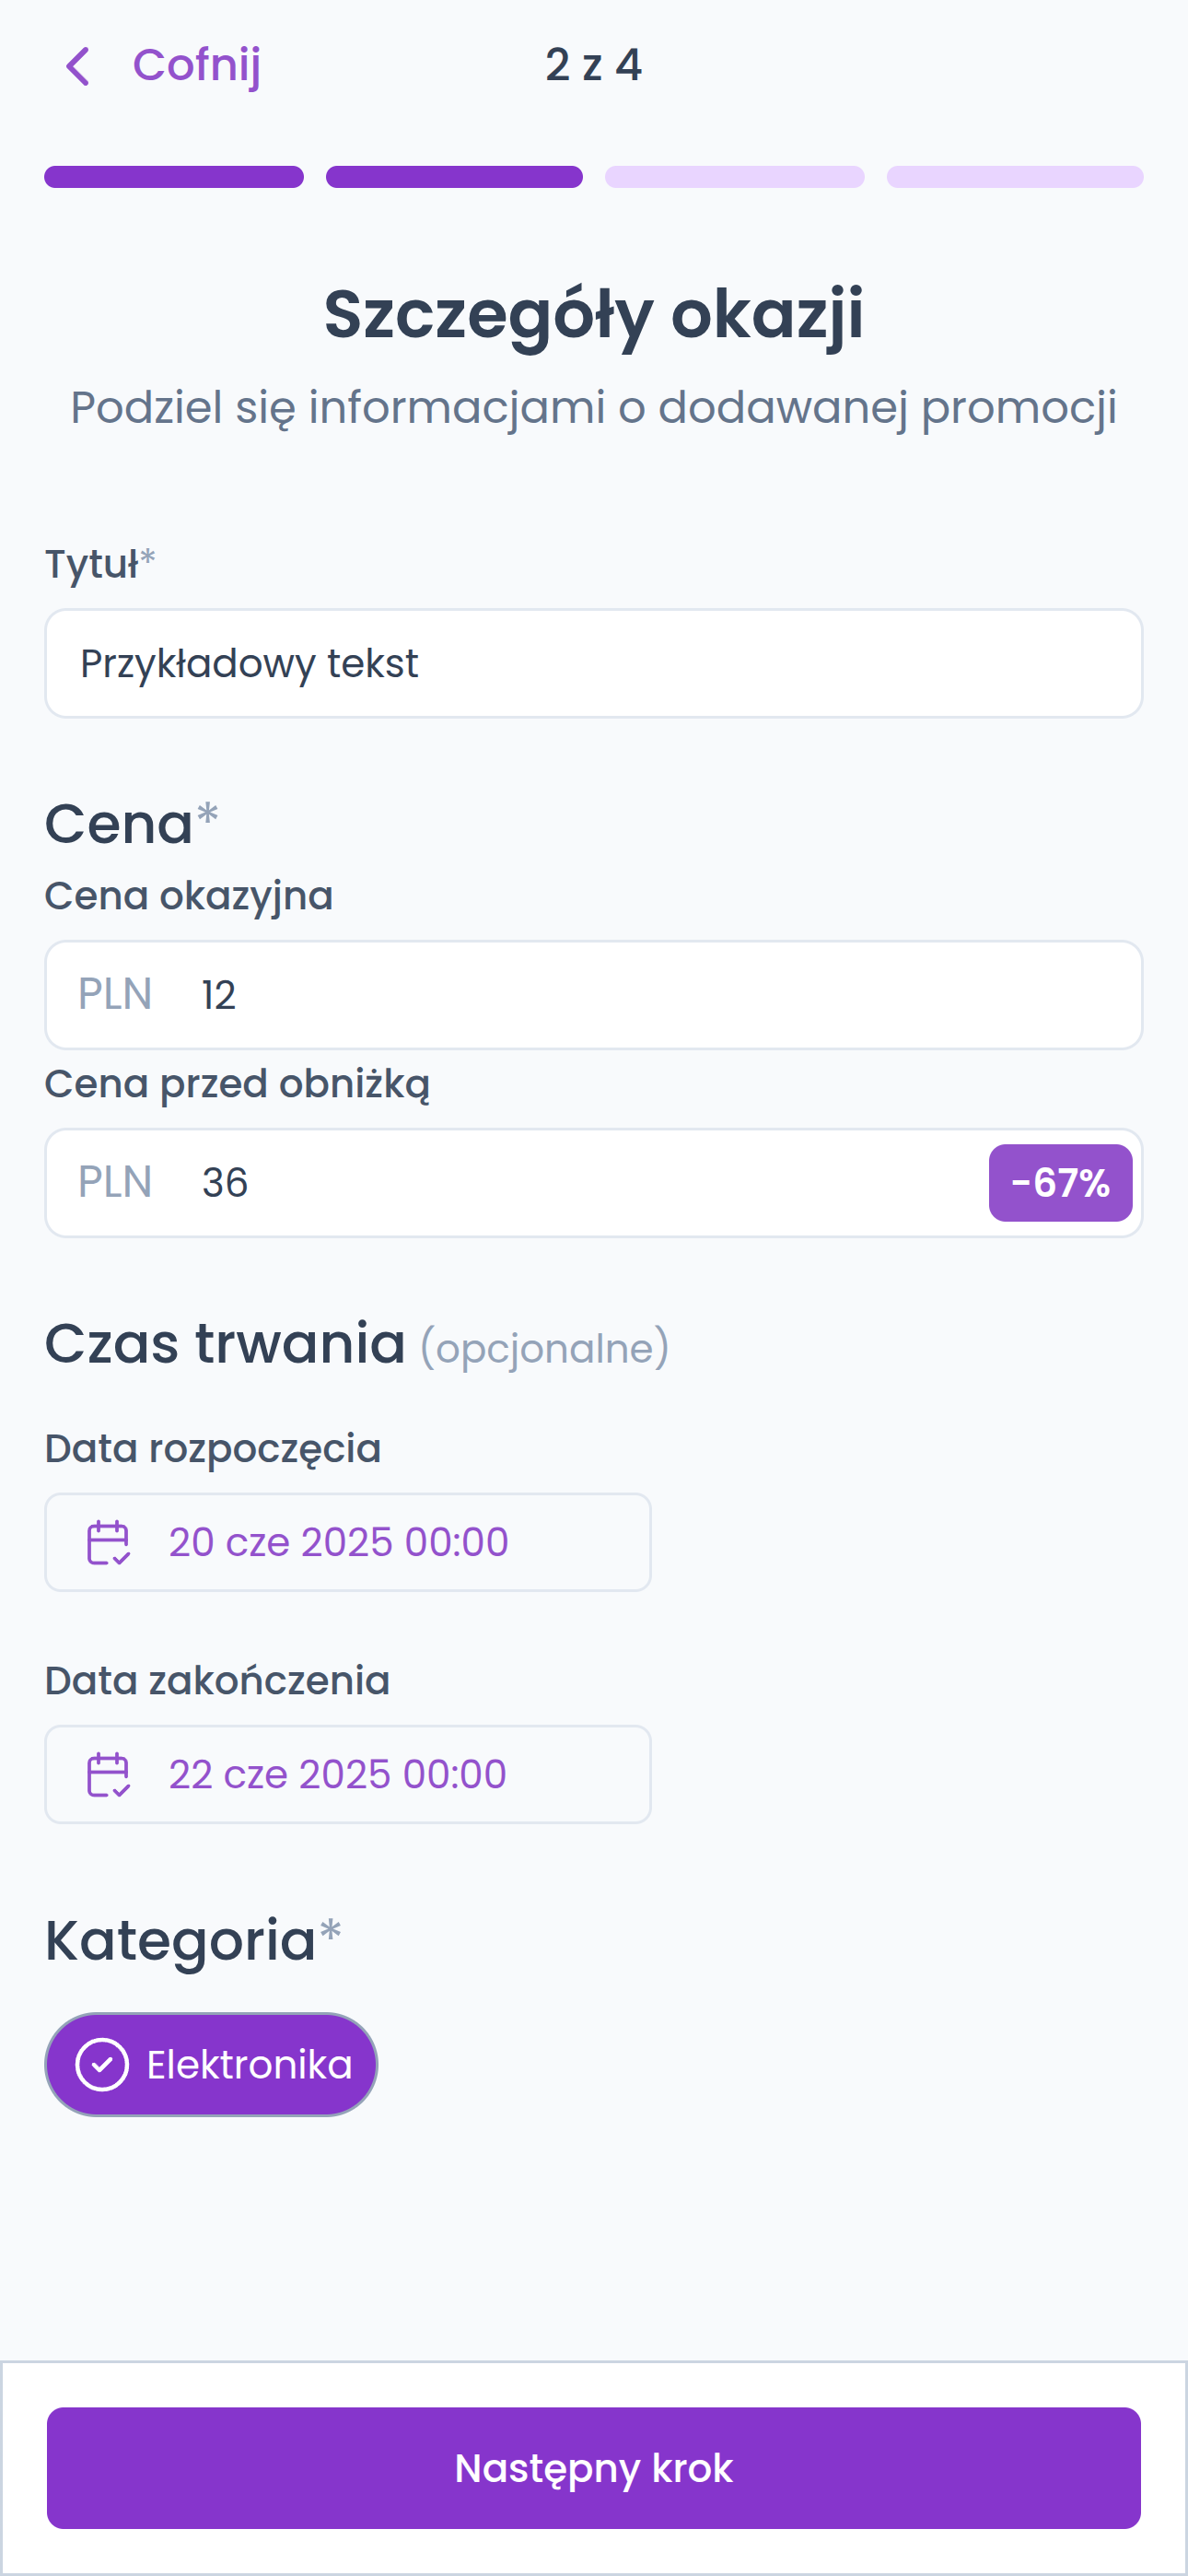 Cofnij
2 z 4
Szczegóły okazji
Podziel się informacjami o dodawanej promocji
Tytuł*
Przykładowy tekst
Cena*
Cena okazyjna
PLN 12
Cena przed obniżką
PLN 36 -67%
Czas trwania (opcjonalne)
Data rozpoczęcia
20 cze 2025 00:00
Data zakończenia
22 cze 2025 00:00
Kategoria*
Elektronika
Następny krok